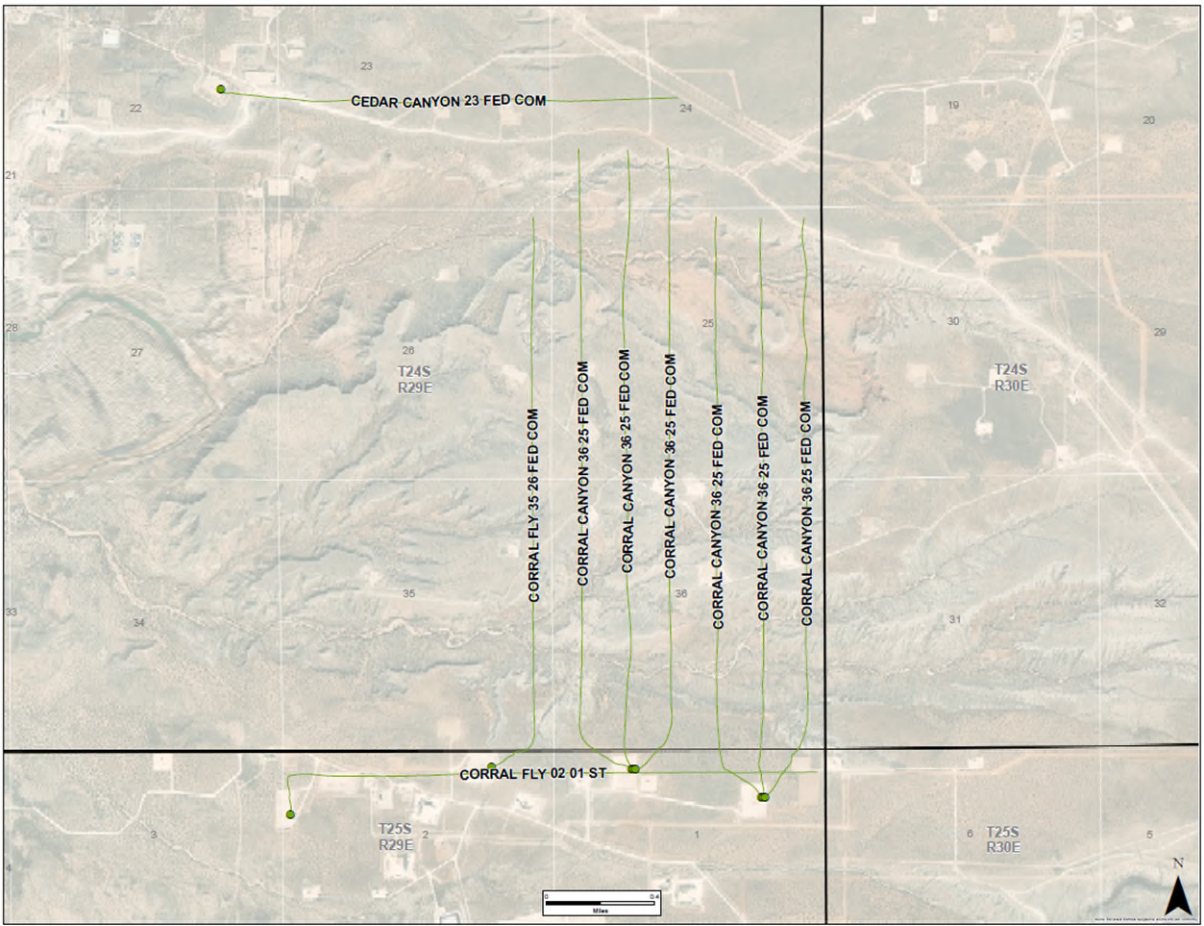 23
CEDAR CANYON 23 FED COM
22
24
19
20
21
28
27
26
25
30
29
T24S
R29E
T24S
R30E
CORRAL FLY 35 26 FED COM
CORRAL CANYON 36 25 FED COM
CORRAL CANYON 36 25 FED COM
CORRAL CANYON 36 25 FED COM
CORRAL CANYON 36 25 FED COM
CORRAL CANYON 36 25 FED COM
CORRAL CANYON 36 25 FED COM
33
34
35
36
31
32
CORRAL FLY 02 01 ST
3
T25S
R29E
2
1
6
T25S
R30E
5
4
0
0.4
Miles
N